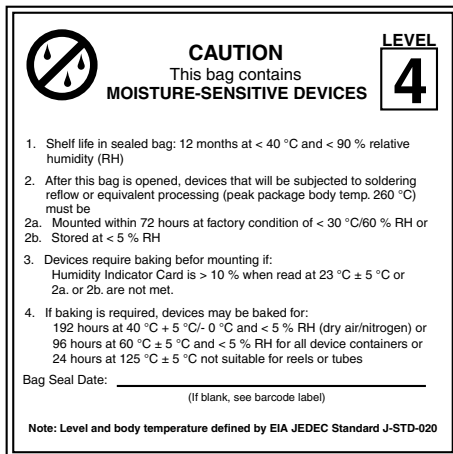 LEVEL
CAUTION
4
This bag contains
MOISTURE-SENSITIVE DEVICES
1. Shelf life in sealed bag: 12 months at < 40 °C and < 90 % relative
humidity (RH)
2. After this bag is opened, devices that will be subjected to soldering
reflow or equivalent processing (peak package body temp. 260 °C)
must be
2a. Mounted within 72 hours at factory condition of < 30 °C/60 % RH or
2b. Stored at < 5 % RH
3. Devices require baking befor mounting if:
Humidity Indicator Card is > 10 % when read at 23 °C ± 5 °C or
2a. or 2b. are not met.
4. If baking is required, devices may be baked for:
192 hours at 40 °C + 5 °C/- 0 °C and < 5 % RH (dry air/nitrogen) or
96 hours at 60 °C ± 5 °C and < 5 % RH for all device containers or
24 hours at 125 °C ± 5 °C not suitable for reels or tubes
Bag Seal Date:
(If blank, see barcode label)
Note: Level and body temperature defined by EIA JEDEC Standard J-STD-020